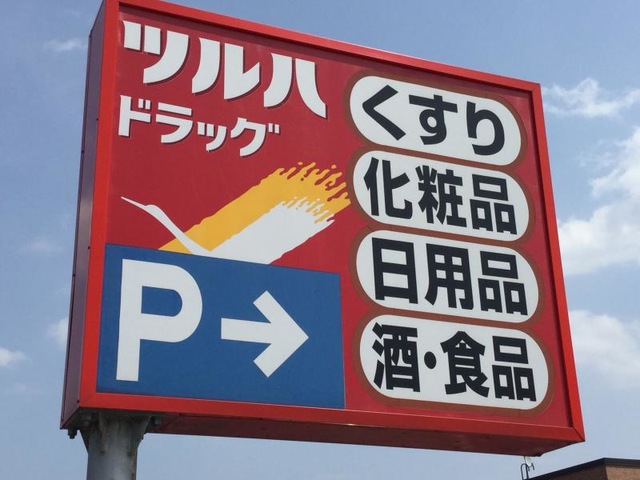 ツルハ
ドラッグ
P→
くすり
化粧品
日用品
酒・食品